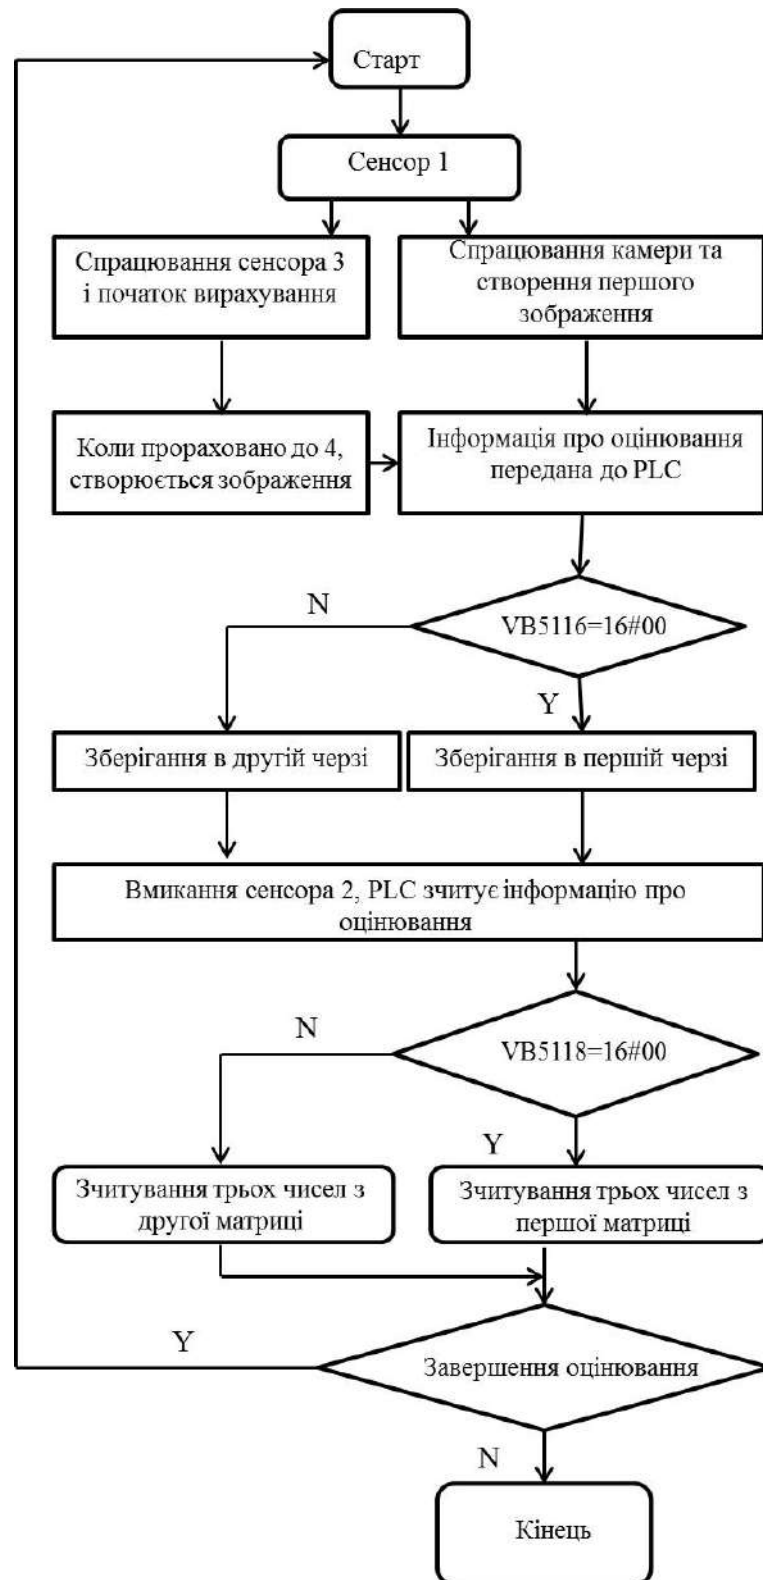 Старт
Сенсор 1
Спрацювання сенсора 3
і початок вирахування
Спрацювання камери та
створення першого
зображення
Коли прораховано до 4,
створюється зображення
Інформація про оцінювання
передана до PLC
N
VB5116=16#00
Y
Зберігання в другій черзі
Зберігання в першій черзі
Вмикання сенсора 2, PLC зчитує інформацію про
оцінювання
N
VB5118=16#00
Y
Зчитування трьох чисел з
другої матриці
Зчитування трьох чисел з
першої матриці
Y
Завершення оцінювання
N
Кінець